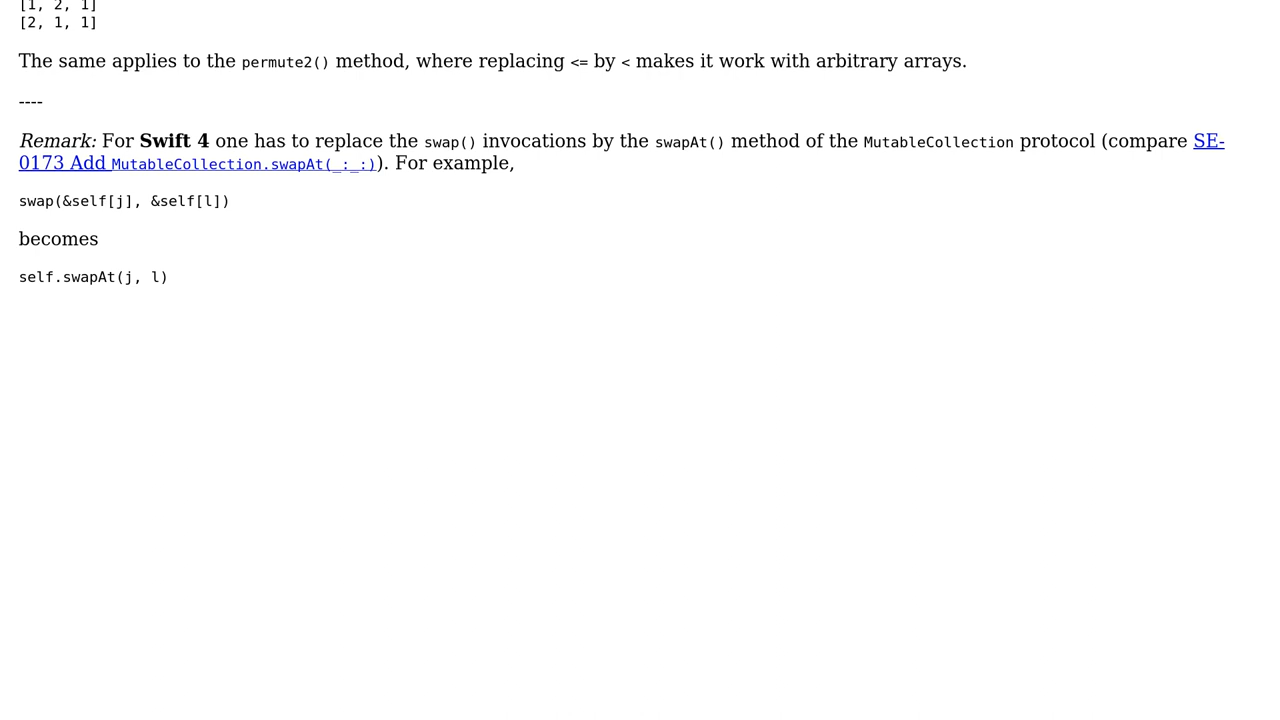 [1, 2, 1]
[2, 1, 1]
The same applies to the permute2() method, where replacing <= by < makes it work with arbitrary arrays.
----
Remark: For Swift 4 one has to replace the swap() invocations by the swapAt() method of the MutableCollection protocol (compare SE-
0173 Add MutableCollection.swapAt(_:_:)). For example,
swap(&self[j], &self[l])
becomes
self.swapAt(j, l)